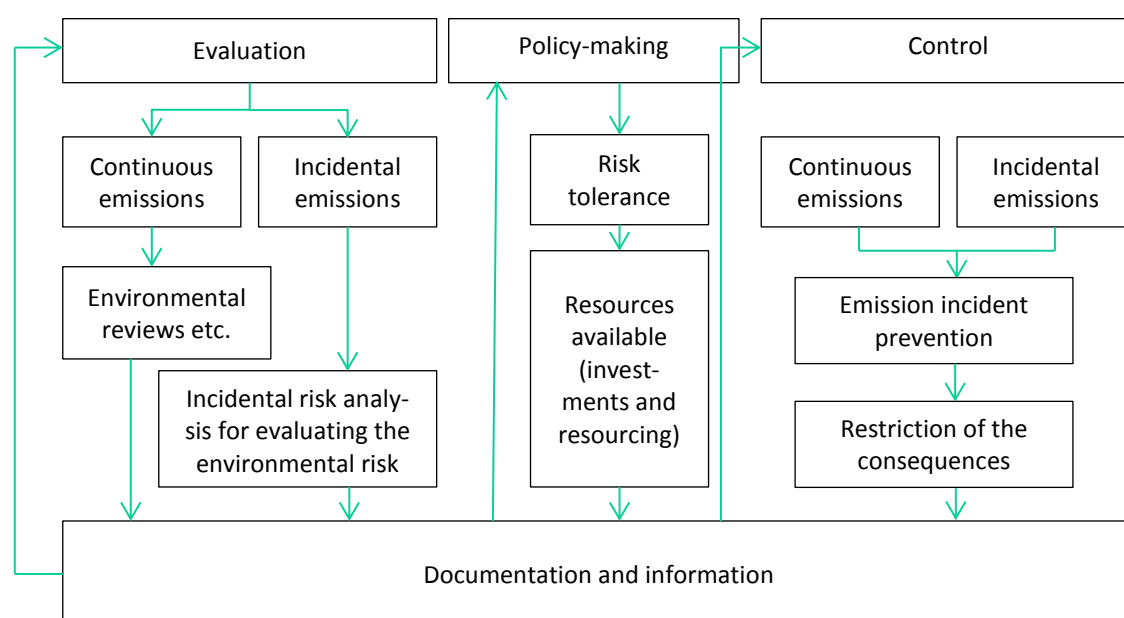 Evaluation
Policy-making
Control
Continuous
emissions
Incidental
emissions
Risk
tolerance
Continuous
emissions
Incidental
emissions
Environmental
reviews etc.
Resources
available
(invest-
ments and
resourcing)
Emission incident
prevention
Incidental risk analy-
sis for evaluating the
environmental risk
Restriction of the
consequences
Documentation and information